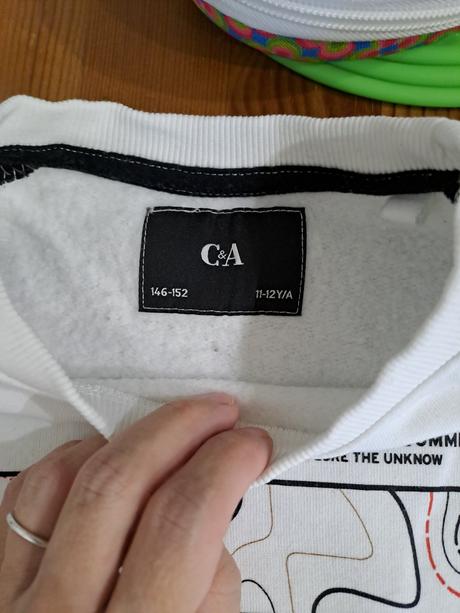 C&A
146-152
11-12Y/A
THE UNKNOW